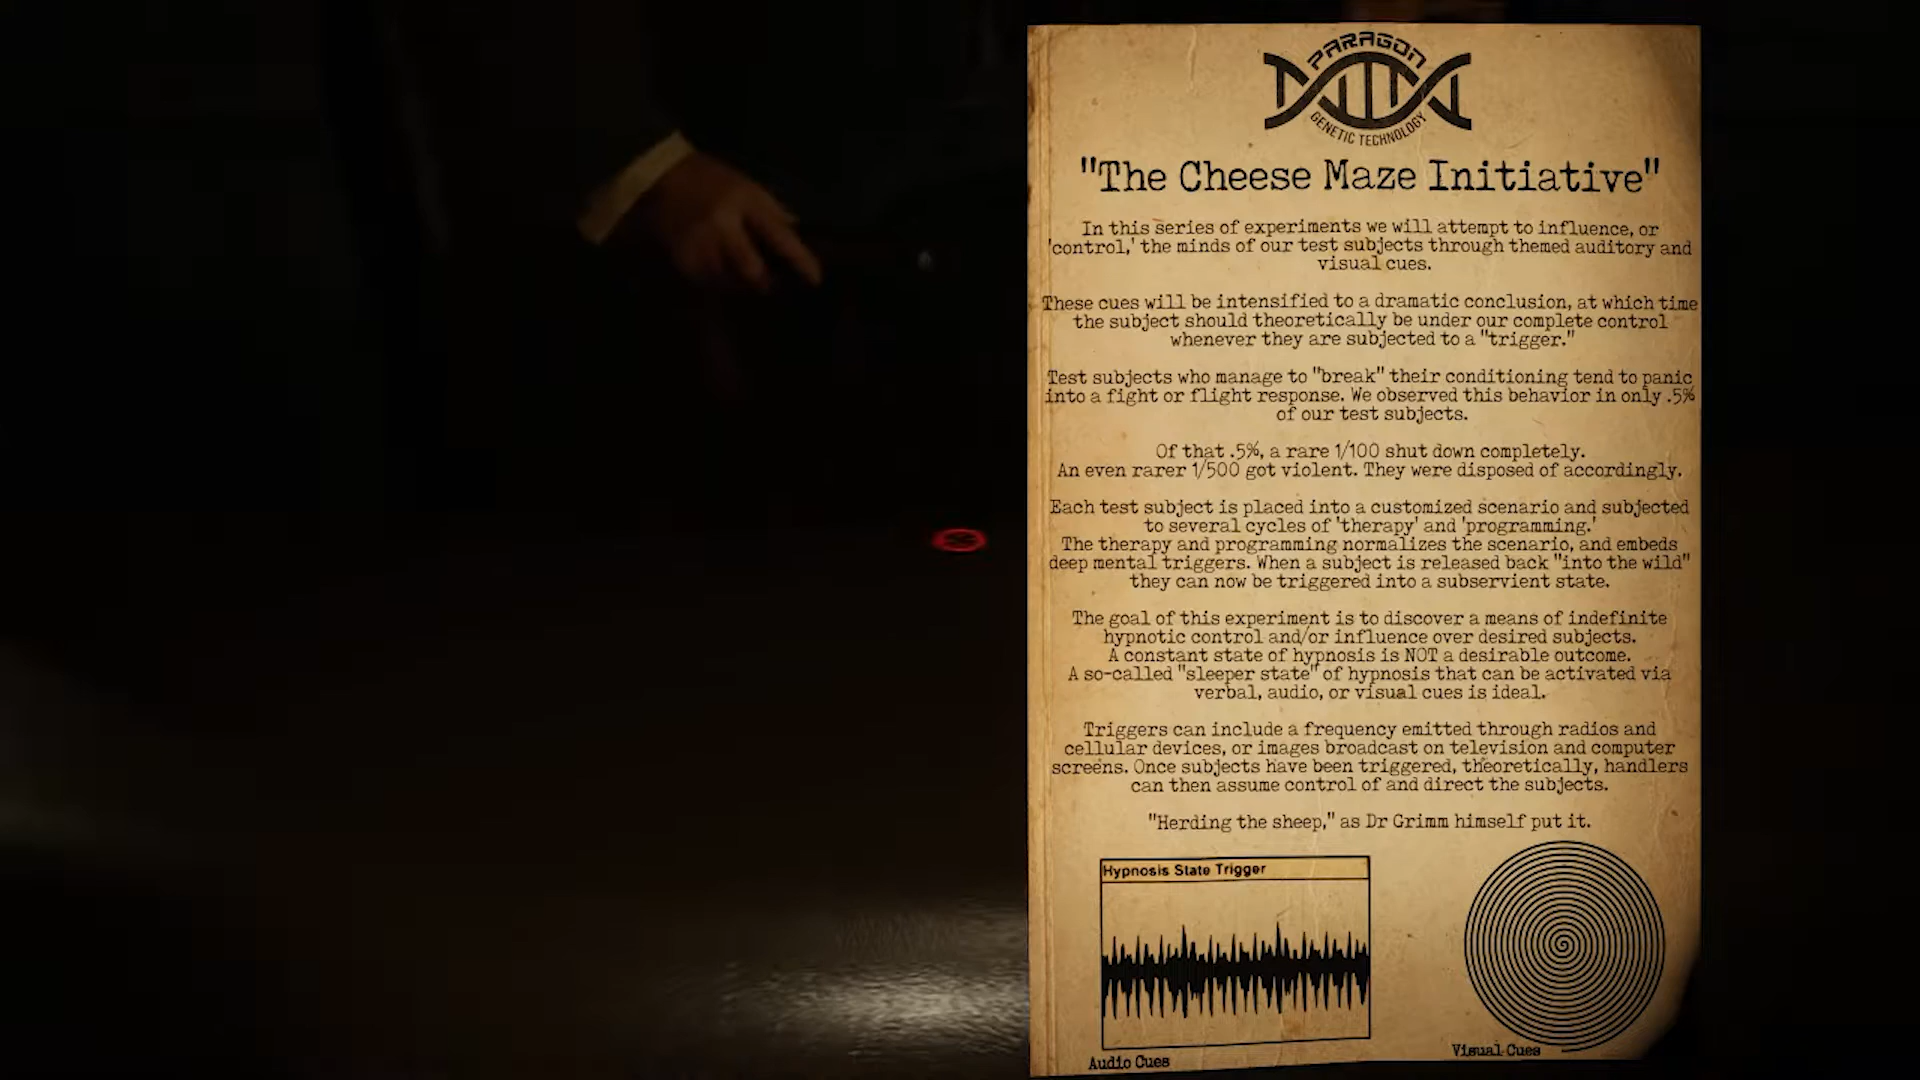 PARAGON
GENETIC TECHNOLOGY
"The Cheese Maze Initiative"
In this series of experiments we will attempt to influence, or
'control,' the minds of our test subjects through themed auditory and
visual cues.
These cues will be intensified to a dramatic conclusion, at which time
the subject should theoretically be under our complete control
whenever they are subjected to a "trigger."
Test subjects who manage to "break" their conditioning tend to panic
into a fight or flight response. We observed this behavior in only .5%
of our test subjects.
Of that .5%, a rare 1/100 shut down completely.
An even rarer 1/500 got violent. They were disposed of accordingly.
Each test subject is placed into a customized scenario and subjected
to several cycles of 'therapy' and 'programming.'
The therapy and programming normalizes the scenario, and embeds
deep mental triggers. When a subject is released back "into the wild"
they can now be triggered into a subservient state.
The goal of this experiment is to discover a means of indefinite
hypnotic control and/or influence over desired subjects.
A constant state of hypnosis is NOT a desirable outcome.
A so-called "sleeper state" of hypnosis that can be activated via
verbal, audio, or visual cues is ideal.
Triggers can include a frequency emitted through radios and
cellular devices, or images broadcast on television and computer
screens. Once subjects have been triggered, theoretically, handlers
can then assume control of and direct the subjects.
"Herding the sheep," as Dr Grimm himself put it.
Hypnosis State Trigger
Audio Cues
Visual Cues